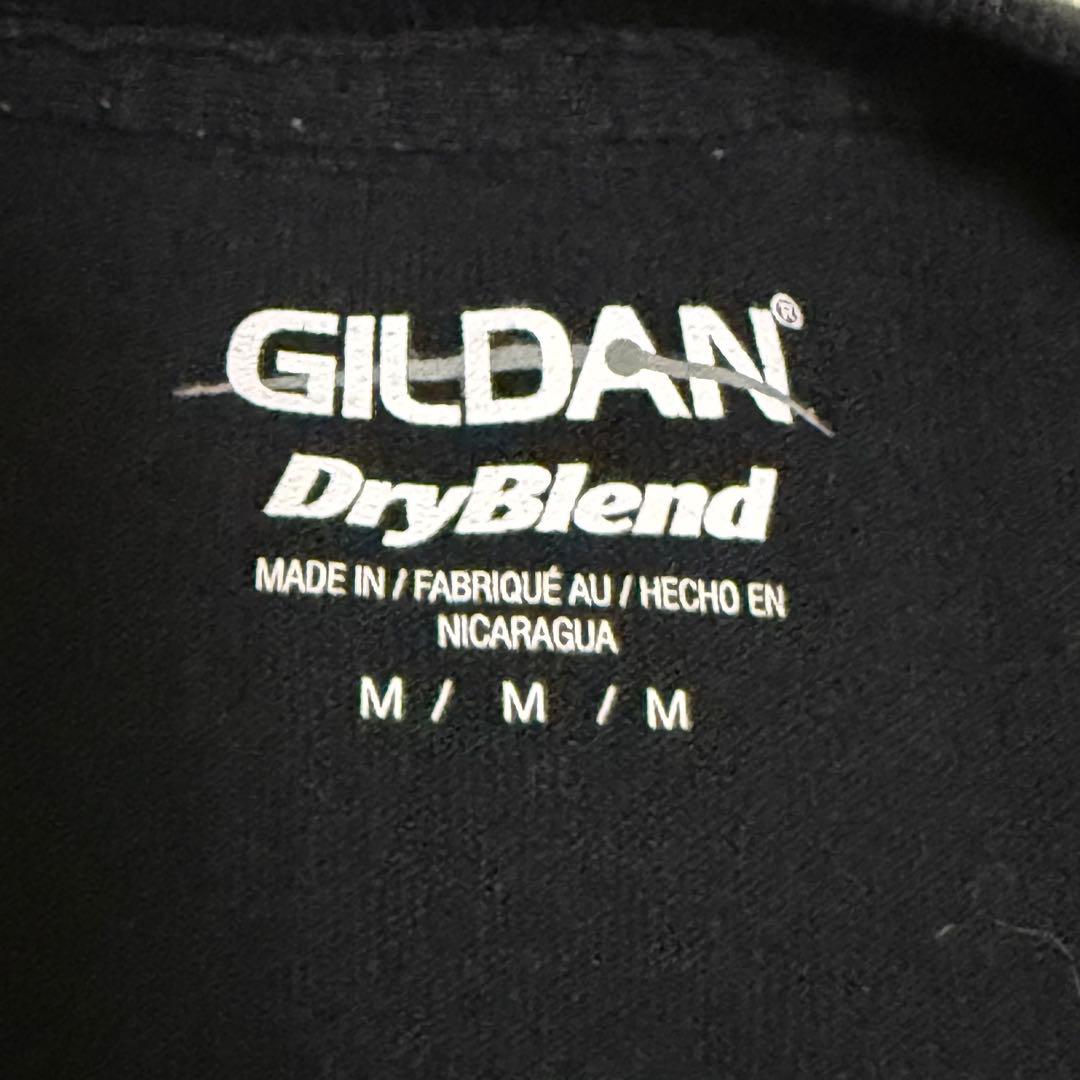 GILDAN®
DryBlend
MADE IN / FABRIQUÉ AU / HECHO EN
NICARAGUA
M / M / M